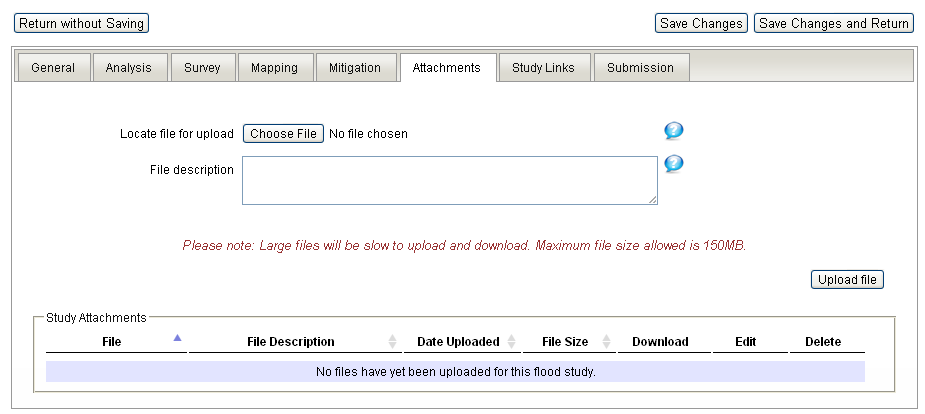 Return without Saving Save Changes Save Changes and Return
General Analysis Survey Mapping Mitigation Attachments Study Links Submission
Locate file for upload Choose File No file chosen ?
File description ?
Please note: Large files will be slow to upload and download. Maximum file size allowed is 150MB.
Upload file
Study Attachments
File File Description Date Uploaded File Size Download Edit Delete
No files have yet been uploaded for this flood study.